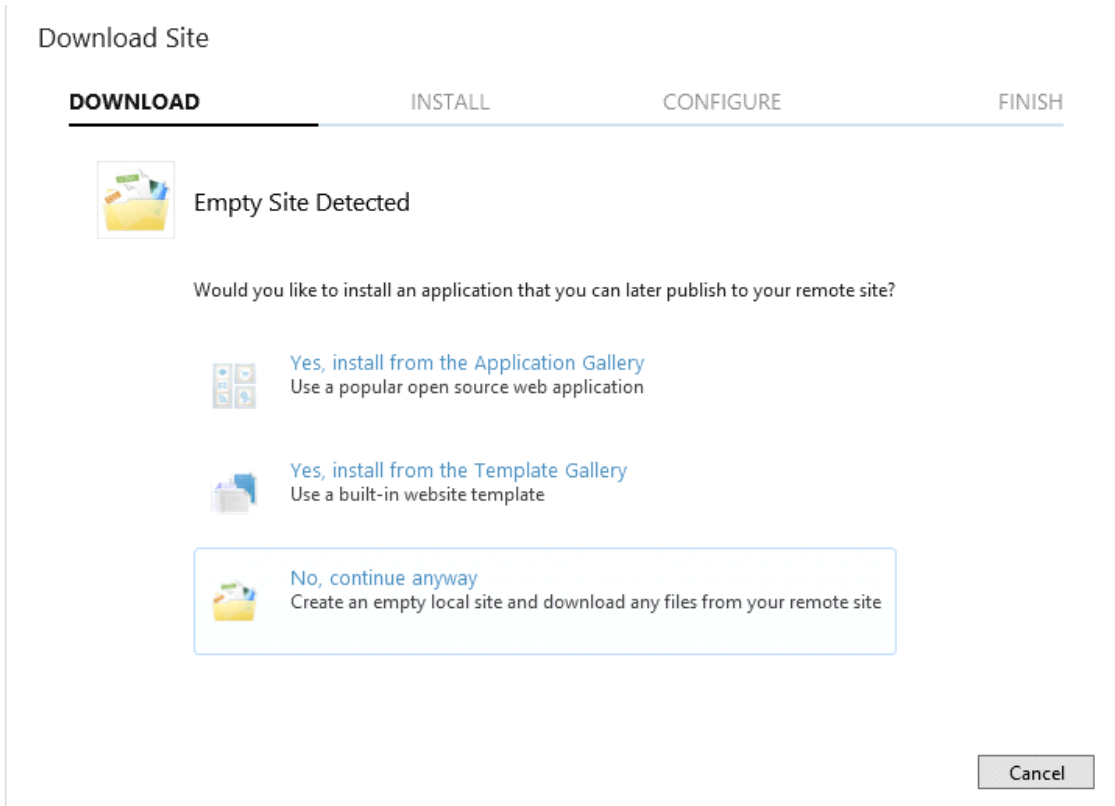 Download Site
DOWNLOAD INSTALL CONFIGURE FINISH
Empty Site Detected
Would you like to install an application that you can later publish to your remote site?
Yes, install from the Application Gallery
Use a popular open source web application
Yes, install from the Template Gallery
Use a built-in website template
No, continue anyway
Create an empty local site and download any files from your remote site
Cancel